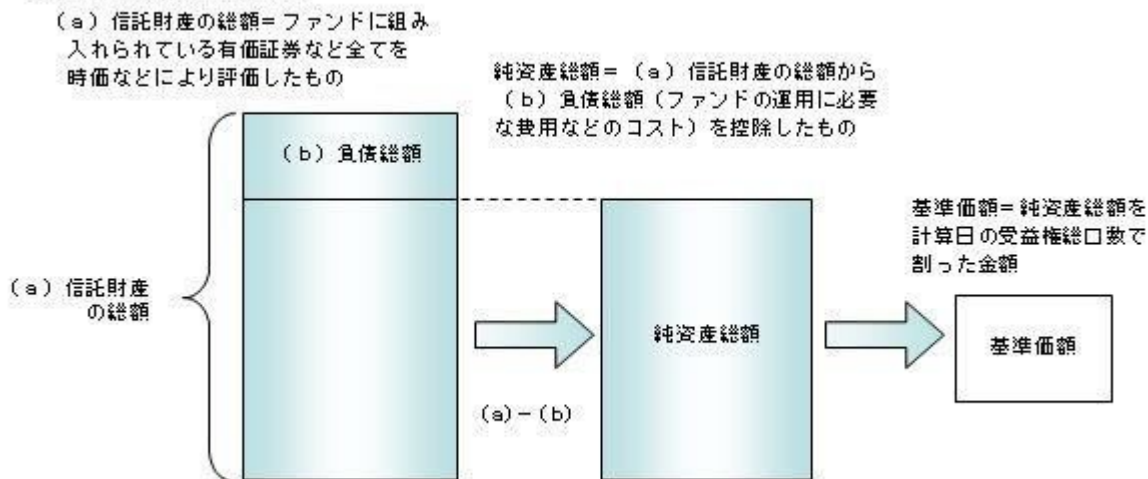 (a)信託財産の総額=ファンドに組み
入れられている有価証券など全てを
時価などにより評価したもの
純資産総額=(a)信託財産の総額から
(b)負債総額(ファンドの運用に必要
な費用などのコスト)を控除したもの
(b)負債総額
基準価額=純資産総額を
計算日の受益権総口数で
割った金額
(a)信託財産
の総額
純資産総額
基準価額
(a)-(b)